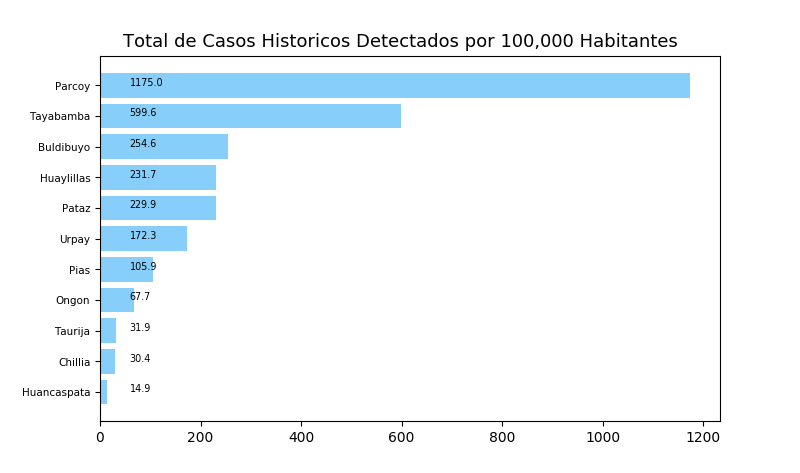 Total de Casos Historicos Detectados por 100,000 Habitantes
Parcoy 1175.0
Tayabamba 599.6
Buldibuyo 254.6
Huaylillas 231.7
Pataz 229.9
Urpay 172.3
Pias 105.9
Ongon 67.7
Taurija 31.9
Chillia 30.4
Huancaspata 14.9
0 200 400 600 800 1000 1200